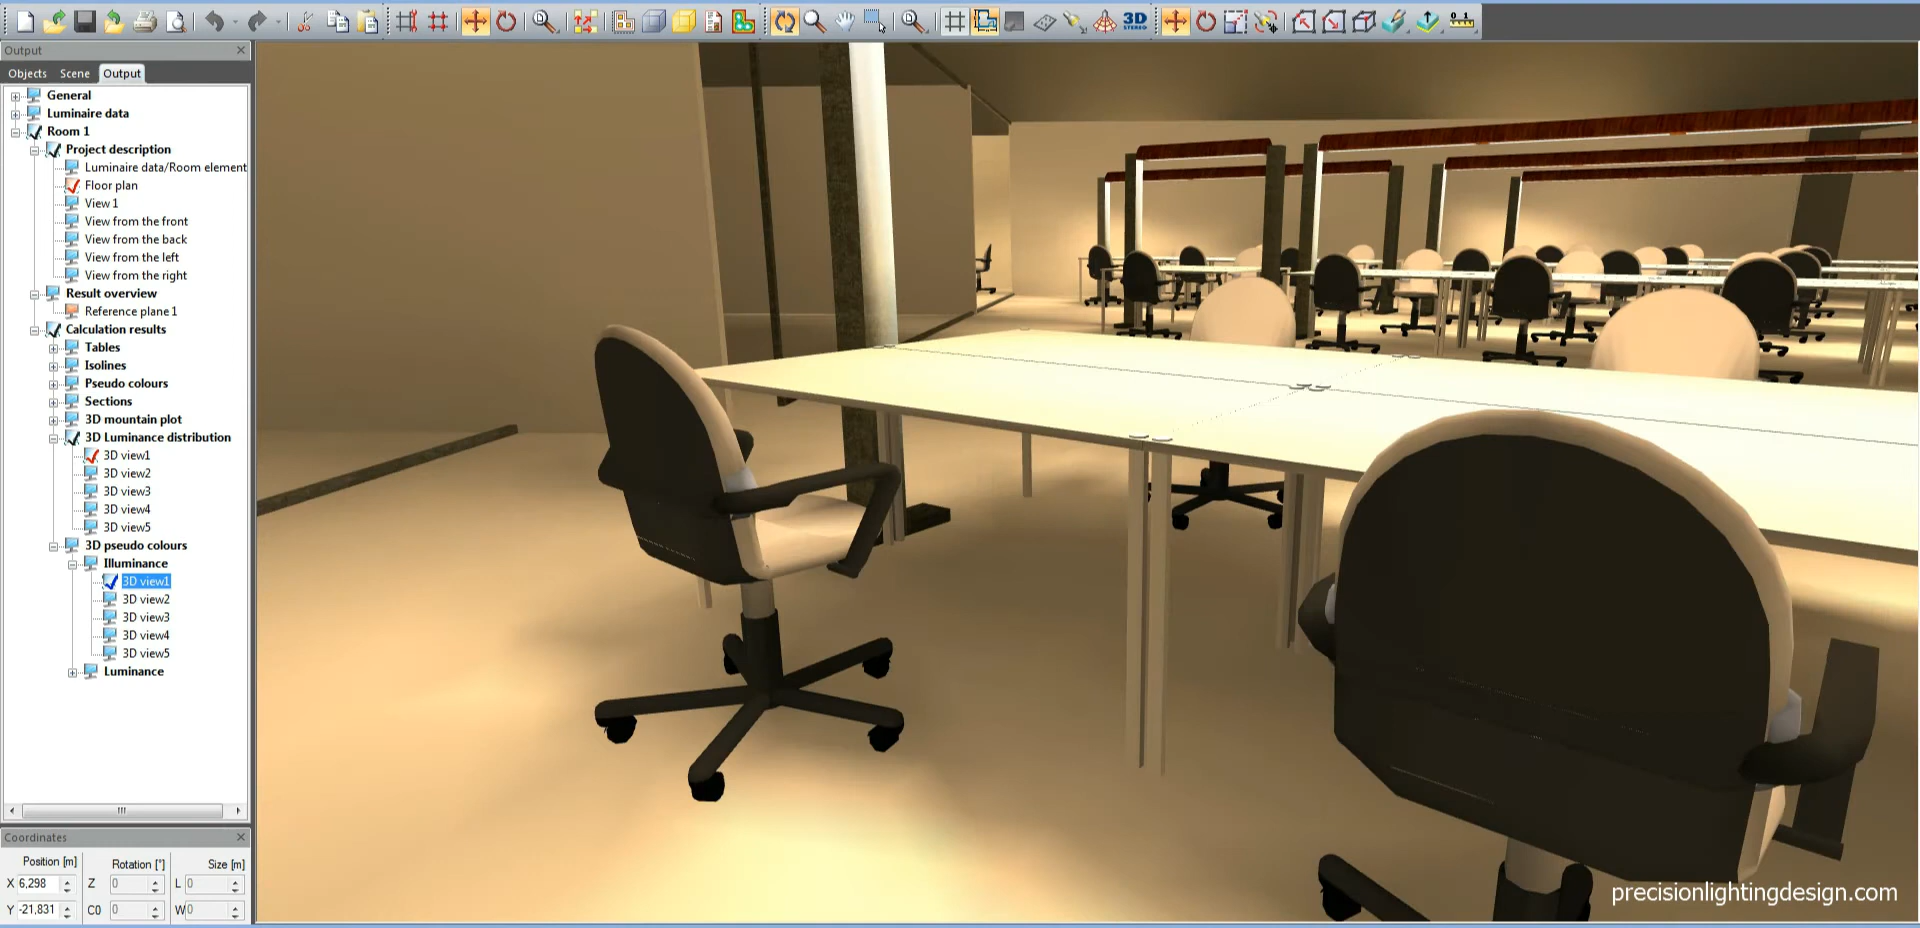 3D
STEREO
0 1
Output
Objects Scene Output
General
Luminaire data
Room 1
Project description
Luminaire data/Room element
Floor plan
View 1
View from the front
View from the back
View from the left
View from the right
Result overview
Reference plane 1
Calculation results
Tables
Isolines
Pseudo colours
Sections
3D mountain plot
3D Luminance distribution
3D view1
3D view2
3D view3
3D view4
3D view5
3D pseudo colours
Illuminance
3D view1
3D view2
3D view3
3D view4
3D view5
Luminance
Coordinates
Position [m] Rotation [°] Size [m]
X 6,298 Z 0 L 0
Y -21,831 C0 0 W 0
precisionlightingdesign.com